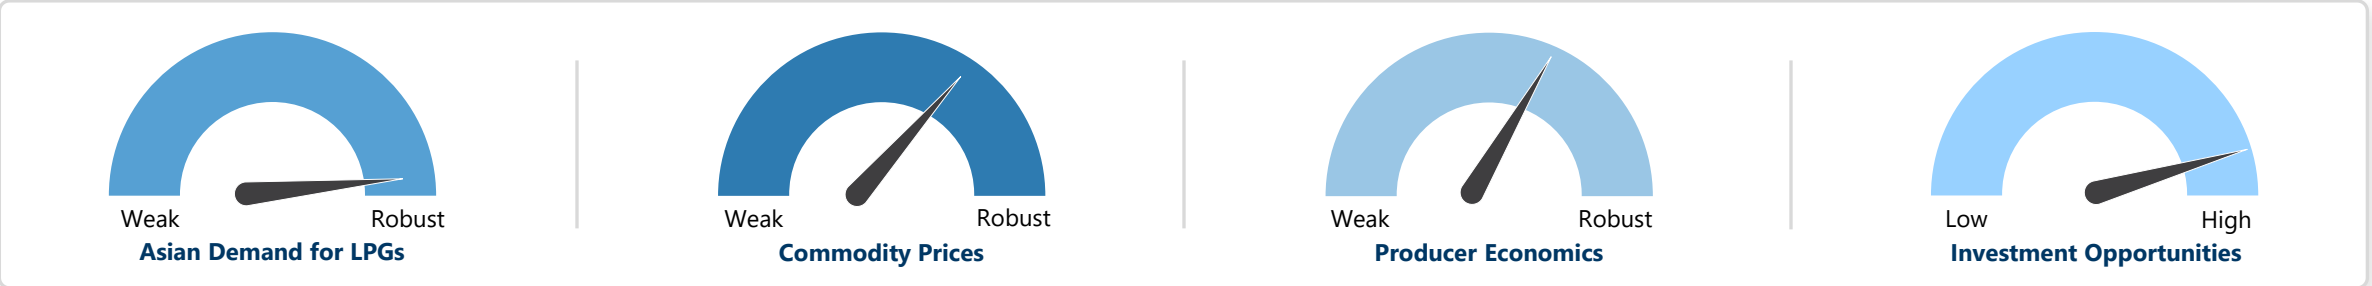 Weak Robust
Asian Demand for LPGs
Weak Robust
Commodity Prices
Weak Robust
Producer Economics
Low High
Investment Opportunities